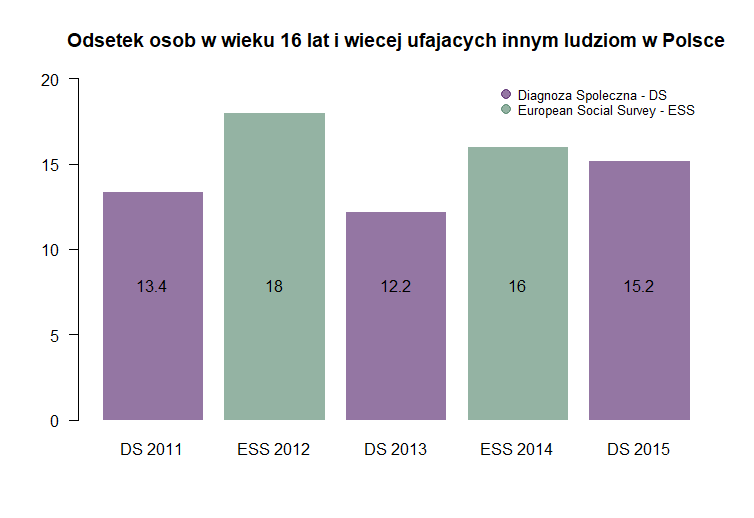 Odsetek osob w wieku 16 lat i wiecej ufajacych innym ludziom w Polsce
20
Diagnoza Spoleczna - DS
European Social Survey - ESS
15
10
13.4
18
12.2
16
15.2
5
0
DS 2011
ESS 2012
DS 2013
ESS 2014
DS 2015